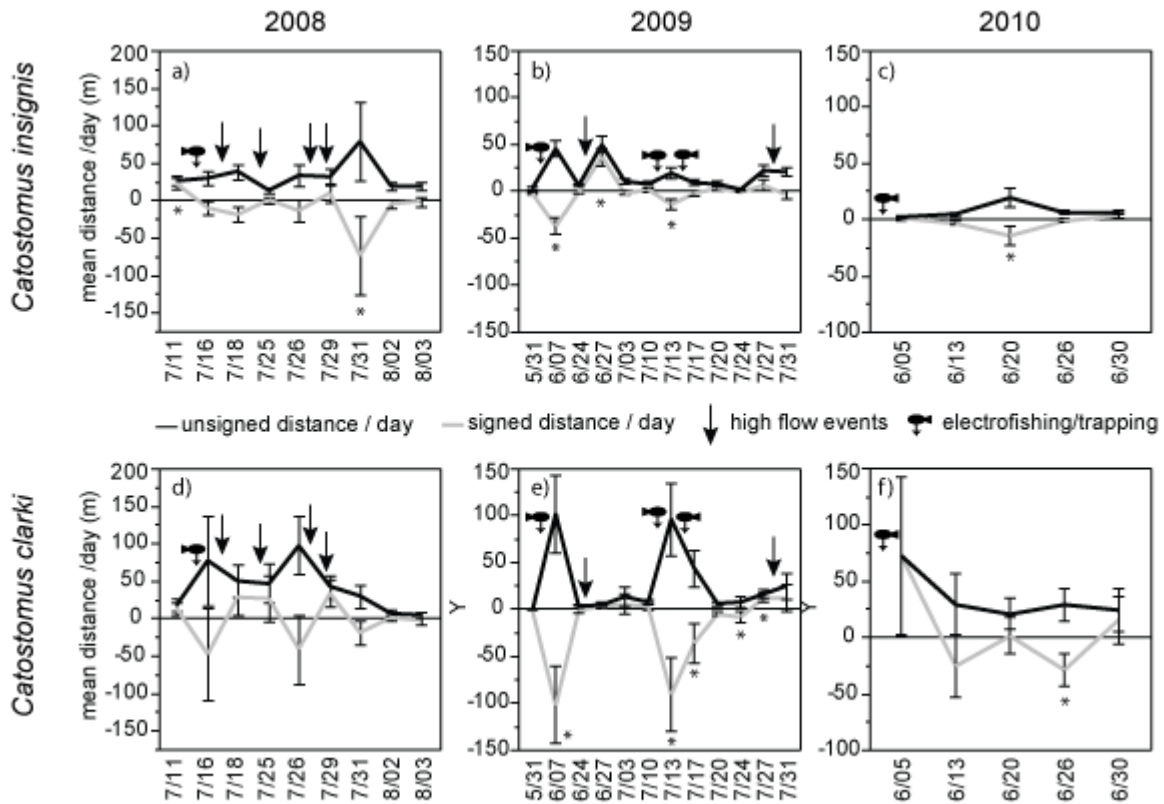 2008 2009 2010
Catostomus insignis
mean distance /day (m)
a)
200
150
100
50
0
-50
-100
-150
7/11 7/16 7/18 7/25 7/26 7/29 7/31 8/02 8/03
* *
b)
150
100
50
0
-50
-100
-150
5/31 6/07 6/24 6/27 7/03 7/10 7/13 7/17 7/20 7/24 7/27 7/31
* * *
c)
150
100
50
0
-50
-100
6/05 6/13 6/20 6/26 6/30
*
unsigned distance / day signed distance / day high flow events electrofishing/trapping
Catostomus clarki
mean distance /day (m)
d)
200
150
100
50
0
-50
-100
-150
7/11 7/16 7/18 7/25 7/26 7/29 7/31 8/02 8/03
e)
150
100
50
0
-50
-100
-150
Y
5/31 6/07 6/24 6/27 7/03 7/10 7/13 7/17 7/20 7/24 7/27 7/31
* * * * *
f)
150
100
50
0
-50
-100
Y
6/05 6/13 6/20 6/26 6/30
*